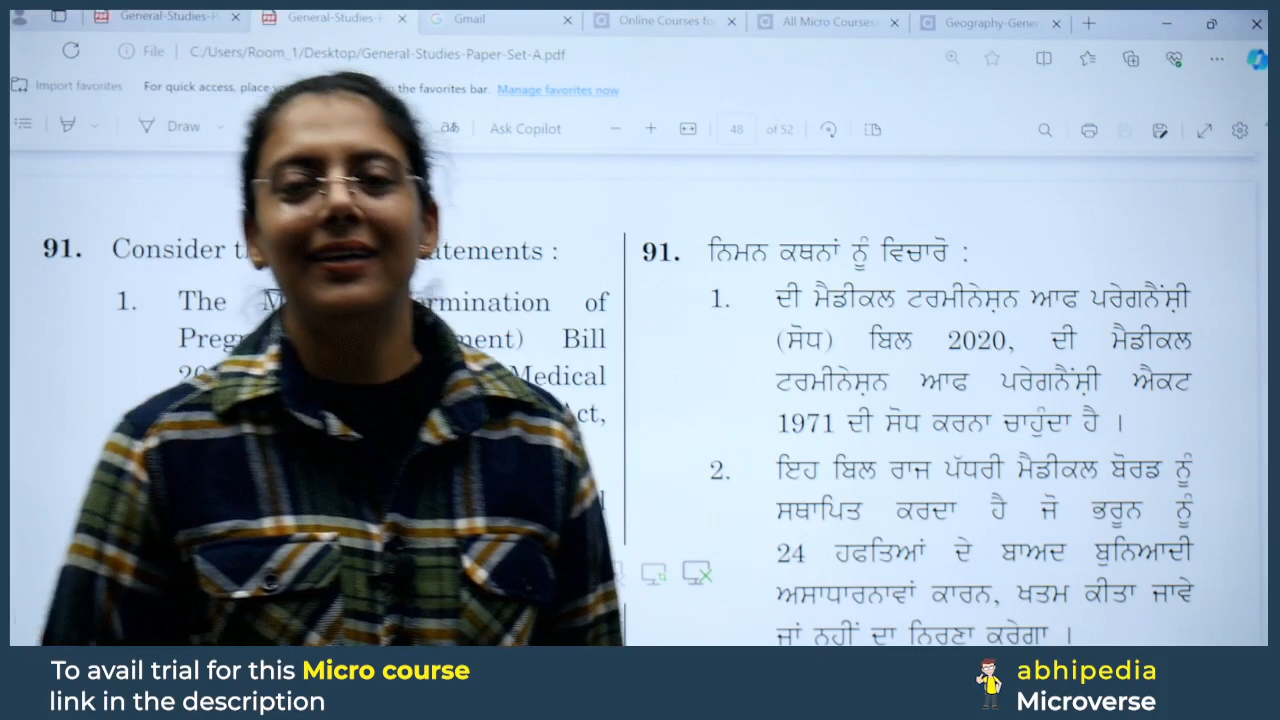 General-Studies-P
General-Studies-P
Gmail
Online Courses fo
All Micro Courses
Geography-Gener
File C:/Users/Room_1/Desktop/General-Studies-Paper-Set-A.pdf
Import favorites For quick access, place n the favorites bar. Manage favorites now
Draw aあ Ask Copilot 48 of 52
91. Consider t atements :
1. The M rmination of
Preg ment) Bill
20 Medical
Act,
91. ਨਿਮਨ ਕਥਨਾਂ ਨੂੰ ਵਿਚਾਰੋ :
1. ਦੀ ਮੈਡੀਕਲ ਟਰਮੀਨੇਸ਼ਨ ਆਫ ਪਰੇਗਨੈਂਸ਼ੀ
(ਸੋਧ) ਬਿਲ 2020, ਦੀ ਮੈਡੀਕਲ
ਟਰਮੀਨੇਸ਼ਨ ਆਫ ਪਰੇਗਨੈਂਸ਼ੀ ਐਕਟ
1971 ਦੀ ਸੋਧ ਕਰਨਾ ਚਾਹੁੰਦਾ ਹੈ ।
2. ਇਹ ਬਿਲ ਰਾਜ ਪੱਧਰੀ ਮੈਡੀਕਲ ਬੋਰਡ ਨੂੰ
ਸਥਾਪਿਤ ਕਰਦਾ ਹੈ ਜੋ ਭਰੂਨ ਨੂੰ
24 ਹਫਤਿਆਂ ਦੇ ਬਾਅਦ ਬੁਨਿਆਦੀ
ਅਸਾਧਾਰਨਾਵਾਂ ਕਾਰਨ, ਖਤਮ ਕੀਤਾ ਜਾਵੇ
ਜਾਂ ਨਹੀਂ ਦਾ ਨਿਰਣਾ ਕਰੇਗਾ ।
To avail trial for this Micro course
link in the description
abhipedia
Microverse